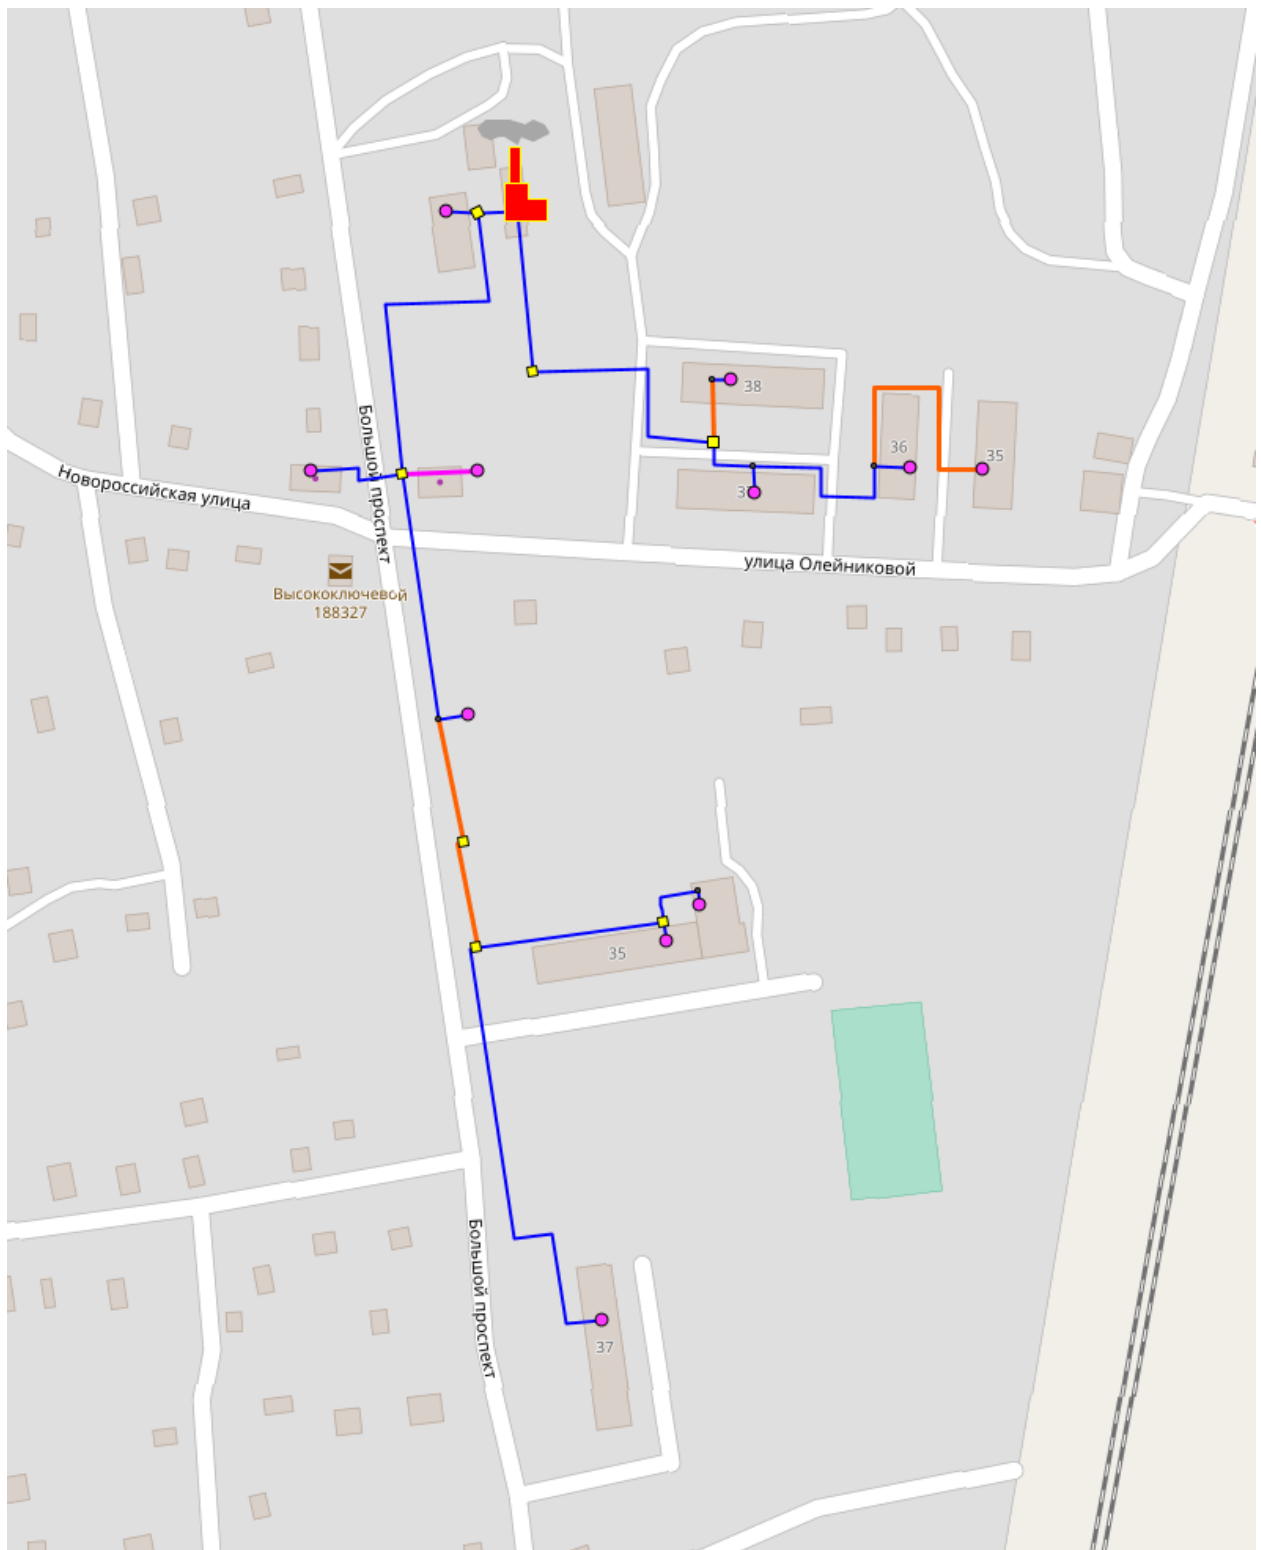 38
36
35
Большой проспект
Новороссийская улица
улица Олейниковой
Высокоключевой
188327
35
Большой проспект
37